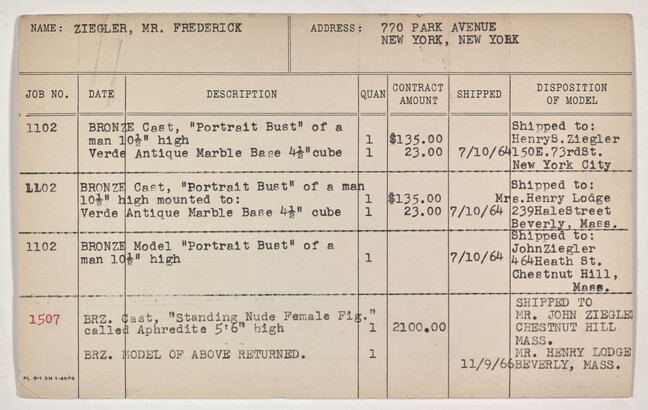 NAME: ZIEGLER, MR. FREDERICK ADDRESS: 770 PARK AVENUE
NEW YORK, NEW YORK
JOB NO. DATE DESCRIPTION QUAN CONTRACT AMOUNT SHIPPED DISPOSITION OF MODEL
1102 BRONZE Cast, "Portrait Bust" of a Shipped to:
man 10½" high 1 $135.00 HenryS.Ziegler
Verde Antique Marble Base 4½"cube 1 23.00 7/10/64 150E.73rdSt.
New York City
1102 BRONZE Cast, "Portrait Bust" of a man Shipped to:
10½" high mounted to: 1 $135.00 Mrs.Henry Lodge
Verde Antique Marble Base 4½" cube 1 23.00 7/10/64 239HaleStreet
Beverly, Mass.
1102 BRONZE Model "Portrait Bust" of a Shipped to:
man 10½" high 1 7/10/64 JohnZiegler
464Heath St.
Chestnut Hill,
Mass.
1507 BRZ. Cast, "Standing Nude Female Fig." SHIPPED TO
MR. JOHN ZIEGLE
called Aphredite 5'6" high 1 2100.00 CHESTNUT HILL
MASS.
BRZ. MODEL OF ABOVE RETURNED. 1 MR. HENRY LODGE
11/9/66 BEVERLY, MASS.